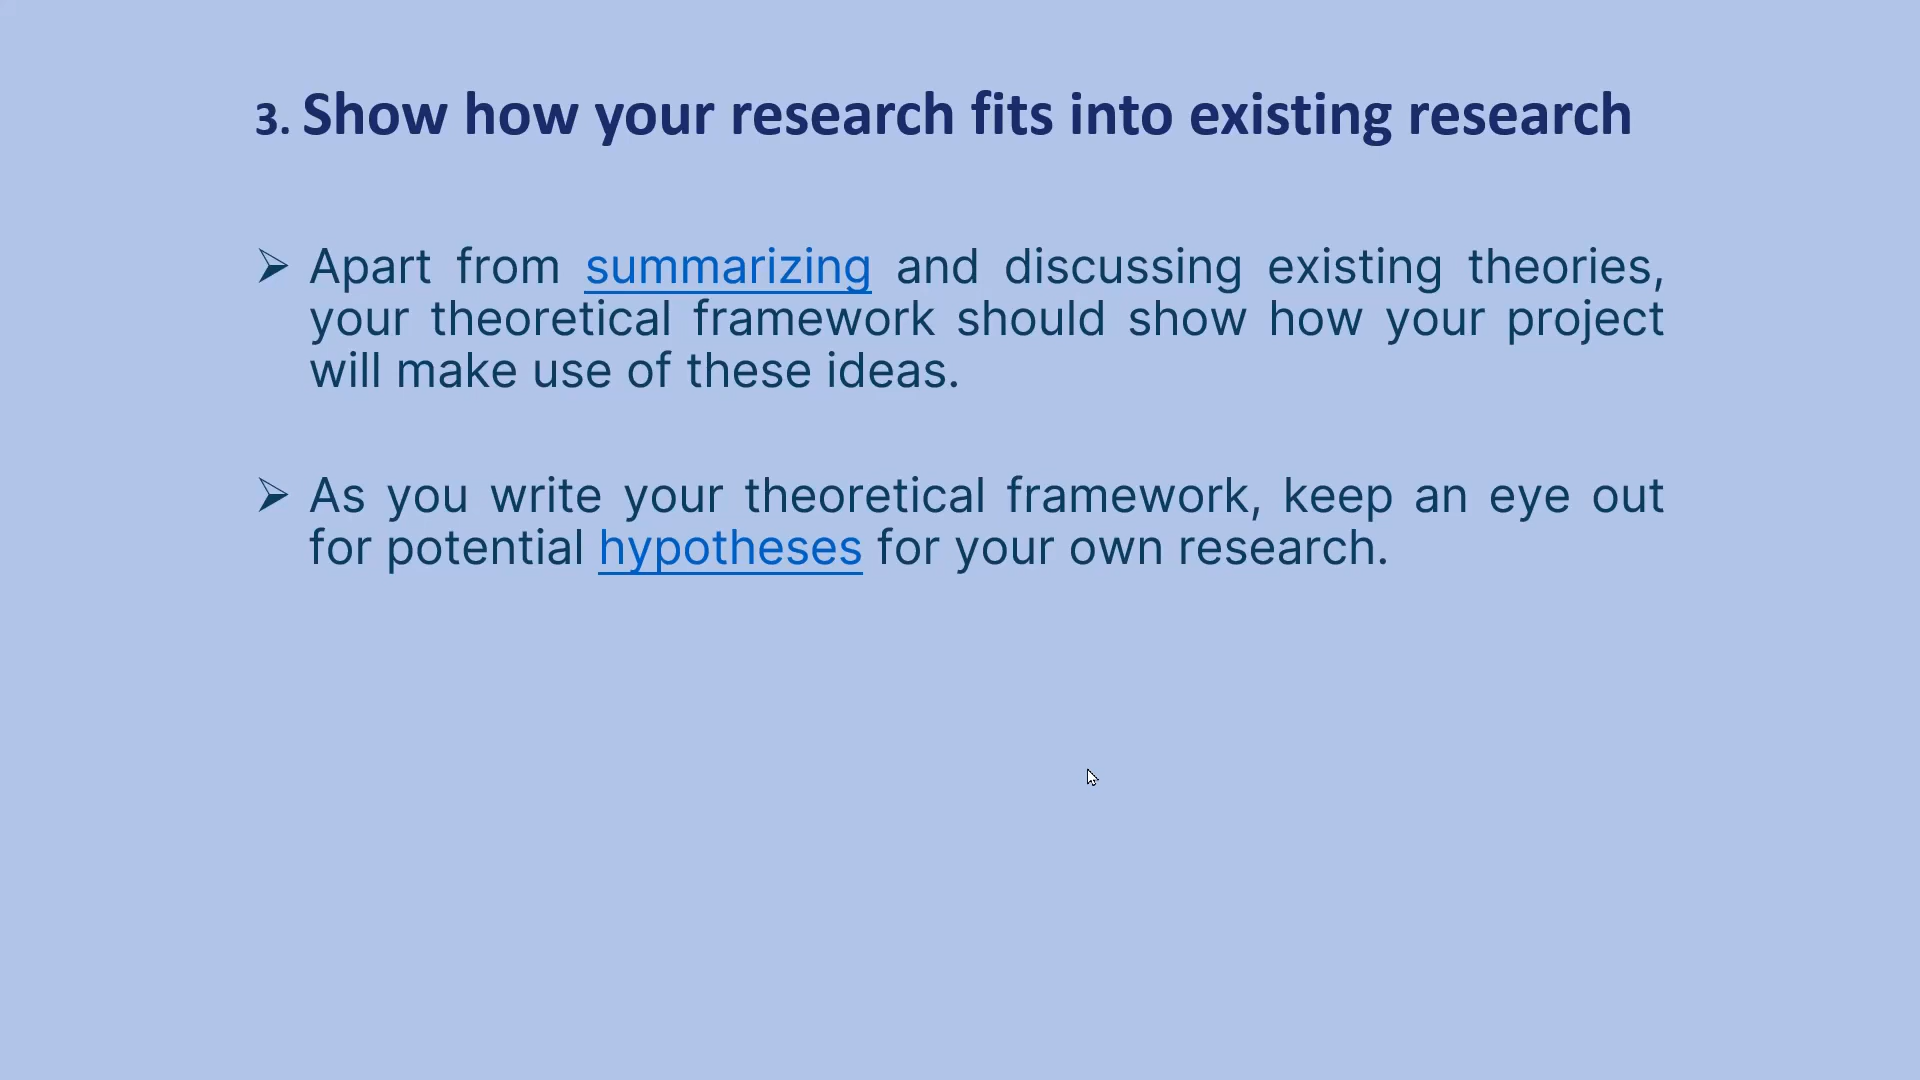 3. Show how your research fits into existing research
➢ Apart from summarizing and discussing existing theories,
your theoretical framework should show how your project
will make use of these ideas.
➢ As you write your theoretical framework, keep an eye out
for potential hypotheses for your own research.